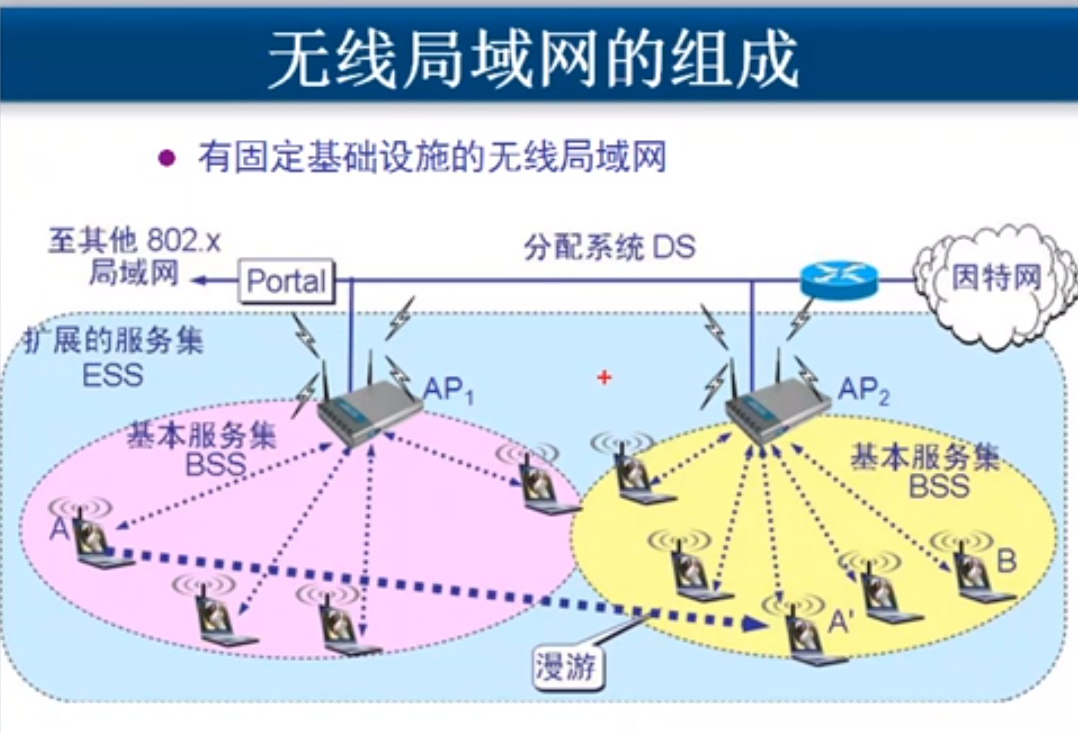 无线局域网的组成
● 有固定基础设施的无线局域网
至其他 802.x
局域网
Portal
分配系统 DS
因特网
扩展的服务集
ESS
AP1
AP2
基本服务集
BSS
基本服务集
BSS
A
B
A'
漫游